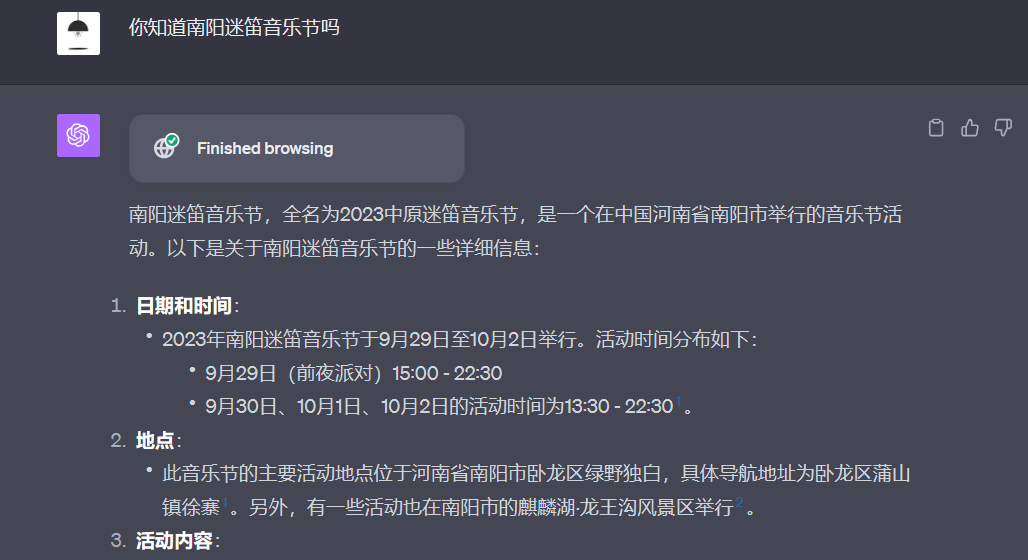 你知道南阳迷笛音乐节吗
Finished browsing
南阳迷笛音乐节，全名为2023中原迷笛音乐节，是一个在中国河南省南阳市举行的音乐节活
动。以下是关于南阳迷笛音乐节的一些详细信息：
1. 日期和时间：
• 2023年南阳迷笛音乐节于9月29日至10月2日举行。活动时间分布如下：
• 9月29日（前夜派对）15:00 - 22:30
• 9月30日、10月1日、10月2日的活动时间为13:30 - 22:30 1 。
2. 地点：
• 此音乐节的主要活动地点位于河南省南阳市卧龙区绿野独白，具体导航地址为卧龙区蒲山
镇徐寨 1 。另外，有一些活动也在南阳市的麒麟湖·龙王沟风景区举行 2 。
3. 活动内容：